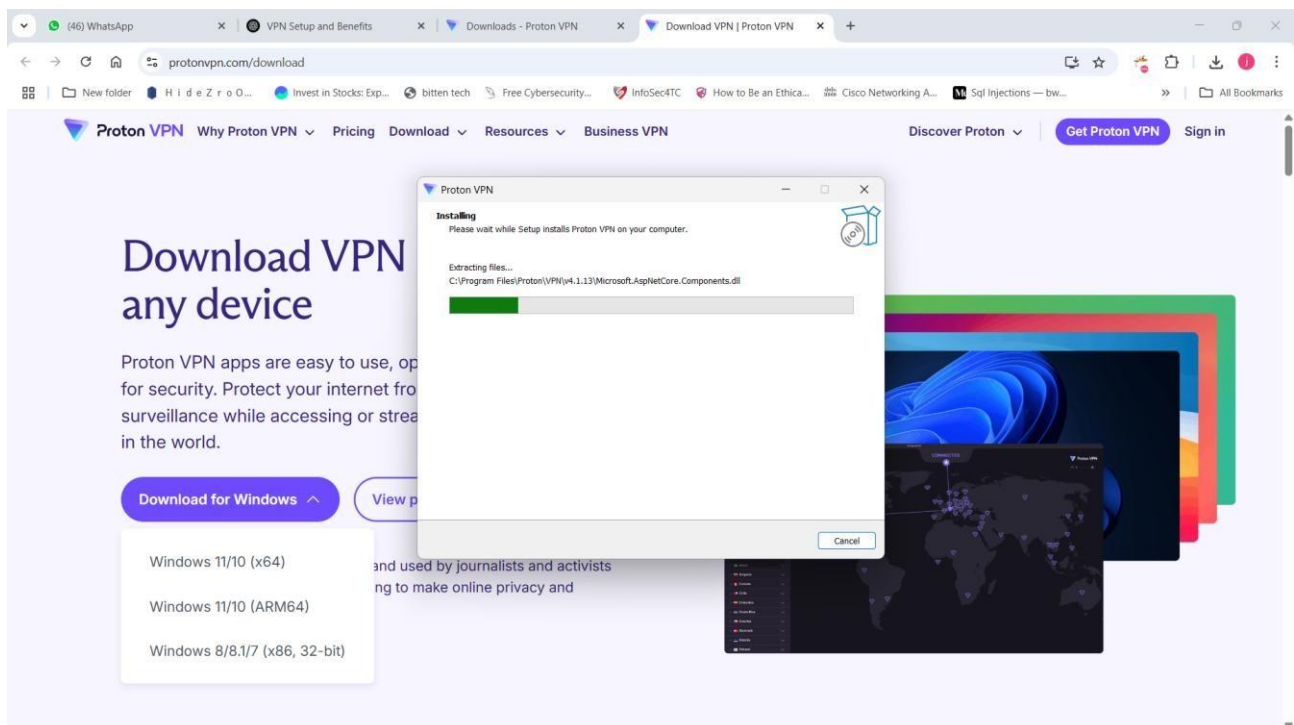 (46) WhatsApp
VPN Setup and Benefits
Downloads - Proton VPN
Download VPN | Proton VPN
protonvpn.com/download
New folder
H i d e Z r o O...
Invest in Stocks: Exp...
bitten tech
Free Cybersecurity...
InfoSec4TC
How to Be an Ethica...
Cisco Networking A...
Sql Injections — bw...
All Bookmarks
Proton VPN
Why Proton VPN
Pricing
Download
Resources
Business VPN
Discover Proton
Get Proton VPN
Sign in
Proton VPN
Installing
Please wait while Setup installs Proton VPN on your computer.
Extracting files...
C:\Program Files\Proton\VPN\v4.1.13\Microsoft.AspNetCore.Components.dll
Cancel
Download VPN
any device
Proton VPN apps are easy to use, op
for security. Protect your internet fro
surveillance while accessing or strea
in the world.
Download for Windows
View p
Windows 11/10 (x64)
Windows 11/10 (ARM64)
Windows 8/8.1/7 (x86, 32-bit)
and used by journalists and activists
ng to make online privacy and
CONNECTED
Proton VPN